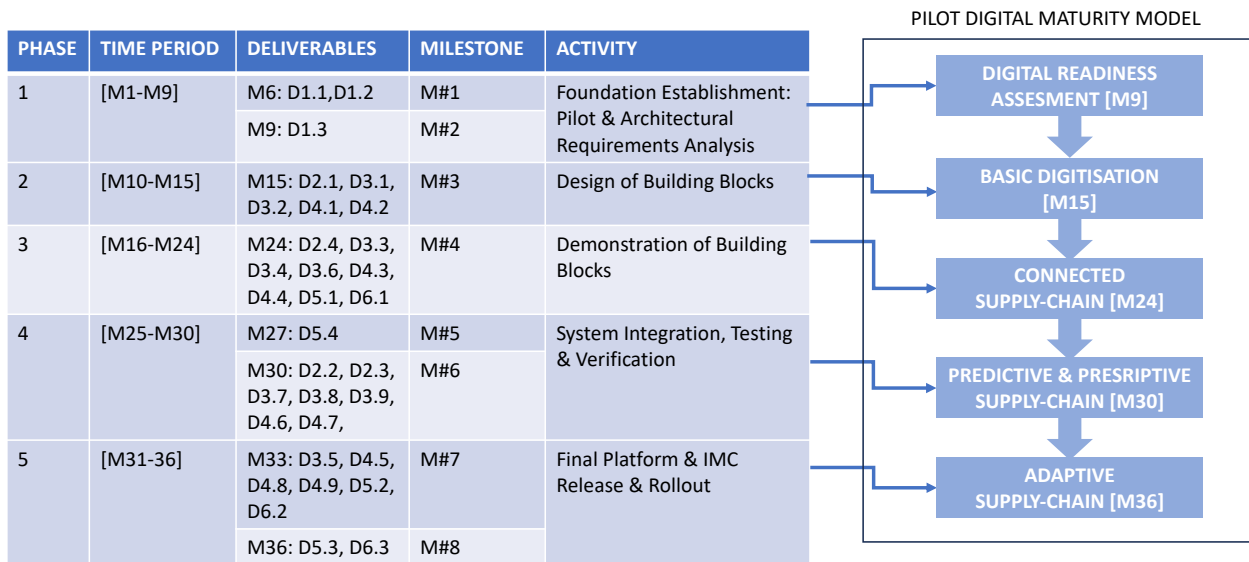 PILOT DIGITAL MATURITY MODEL
PHASE TIME PERIOD DELIVERABLES MILESTONE ACTIVITY
1 [M1-M9] M6: D1.1,D1.2 M#1 Foundation Establishment:
Pilot & Architectural
Requirements Analysis
M9: D1.3 M#2
2 [M10-M15] M15: D2.1, D3.1, M#3 Design of Building Blocks
D3.2, D4.1, D4.2
3 [M16-M24] M24: D2.4, D3.3, M#4 Demonstration of Building
D3.4, D3.6, D4.3, Blocks
D4.4, D5.1, D6.1
4 [M25-M30] M27: D5.4 M#5 System Integration, Testing
& Verification
M30: D2.2, D2.3, M#6
D3.7, D3.8, D3.9,
D4.6, D4.7,
5 [M31-36] M33: D3.5, D4.5, M#7 Final Platform & IMC
D4.8, D4.9, D5.2, Release & Rollout
D6.2
M36: D5.3, D6.3 M#8
DIGITAL READINESS
ASSESMENT [M9]
BASIC DIGITISATION
[M15]
CONNECTED
SUPPLY-CHAIN [M24]
PREDICTIVE & PRESRIPTIVE
SUPPLY-CHAIN [M30]
ADAPTIVE
SUPPLY-CHAIN [M36]